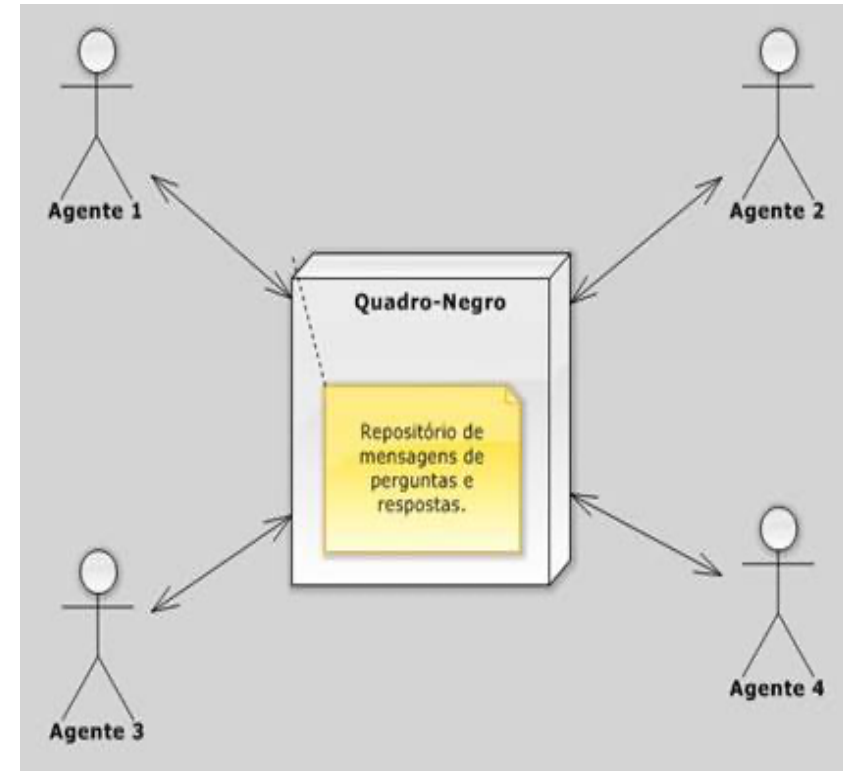 Agente 1
Agente 2
Quadro-Negro
Repositório de
mensagens de
perguntas e
respostas.
Agente 3
Agente 4